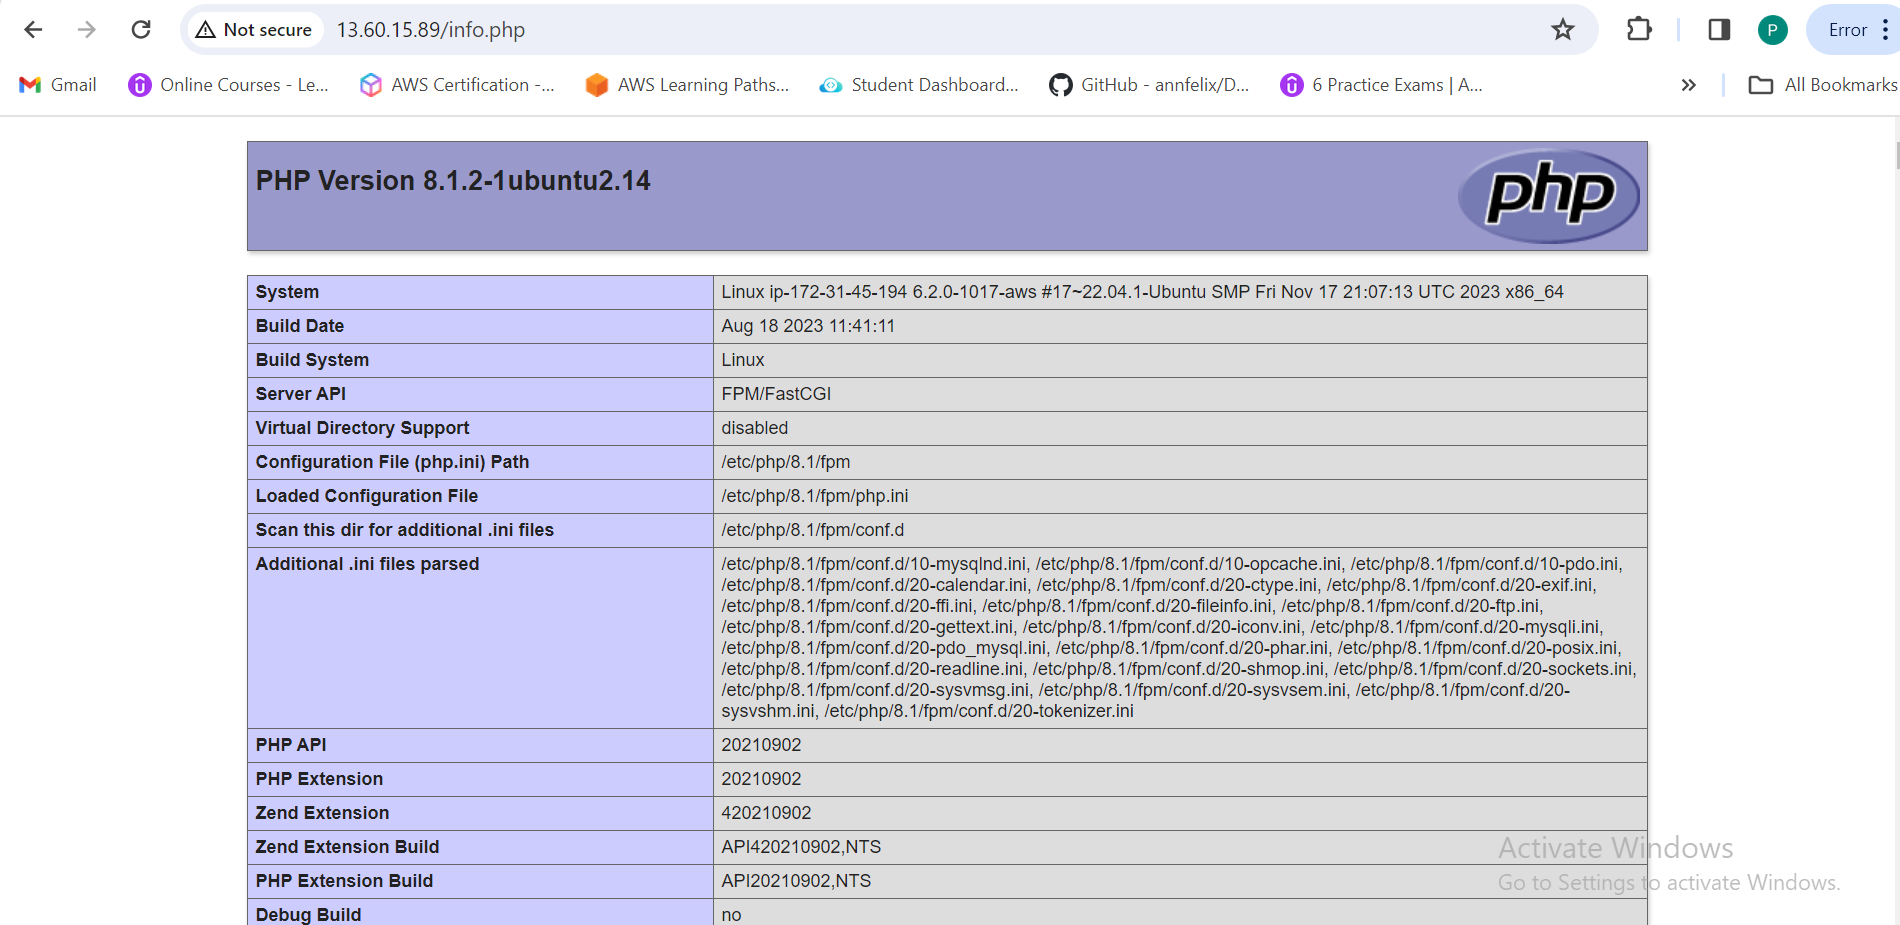 Not secure 13.60.15.89/info.php P Error
Gmail Online Courses - Le... AWS Certification -... AWS Learning Paths... Student Dashboard... GitHub - annfelix/D... 6 Practice Exams | A... » All Bookmarks
PHP Version 8.1.2-1ubuntu2.14 php
System Linux ip-172-31-45-194 6.2.0-1017-aws #17~22.04.1-Ubuntu SMP Fri Nov 17 21:07:13 UTC 2023 x86_64
Build Date Aug 18 2023 11:41:11
Build System Linux
Server API FPM/FastCGI
Virtual Directory Support disabled
Configuration File (php.ini) Path /etc/php/8.1/fpm
Loaded Configuration File /etc/php/8.1/fpm/php.ini
Scan this dir for additional .ini files /etc/php/8.1/fpm/conf.d
Additional .ini files parsed /etc/php/8.1/fpm/conf.d/10-mysqlnd.ini, /etc/php/8.1/fpm/conf.d/10-opcache.ini, /etc/php/8.1/fpm/conf.d/10-pdo.ini,
/etc/php/8.1/fpm/conf.d/20-calendar.ini, /etc/php/8.1/fpm/conf.d/20-ctype.ini, /etc/php/8.1/fpm/conf.d/20-exif.ini,
/etc/php/8.1/fpm/conf.d/20-ffi.ini, /etc/php/8.1/fpm/conf.d/20-fileinfo.ini, /etc/php/8.1/fpm/conf.d/20-ftp.ini,
/etc/php/8.1/fpm/conf.d/20-gettext.ini, /etc/php/8.1/fpm/conf.d/20-iconv.ini, /etc/php/8.1/fpm/conf.d/20-mysqli.ini,
/etc/php/8.1/fpm/conf.d/20-pdo_mysql.ini, /etc/php/8.1/fpm/conf.d/20-phar.ini, /etc/php/8.1/fpm/conf.d/20-posix.ini,
/etc/php/8.1/fpm/conf.d/20-readline.ini, /etc/php/8.1/fpm/conf.d/20-shmop.ini, /etc/php/8.1/fpm/conf.d/20-sockets.ini,
/etc/php/8.1/fpm/conf.d/20-sysvmsg.ini, /etc/php/8.1/fpm/conf.d/20-sysvsem.ini, /etc/php/8.1/fpm/conf.d/20-
sysvshm.ini, /etc/php/8.1/fpm/conf.d/20-tokenizer.ini
PHP API 20210902
PHP Extension 20210902
Zend Extension 420210902
Zend Extension Build API420210902,NTS
PHP Extension Build API20210902,NTS
Debug Build no
Activate Windows
Go to Settings to activate Windows.